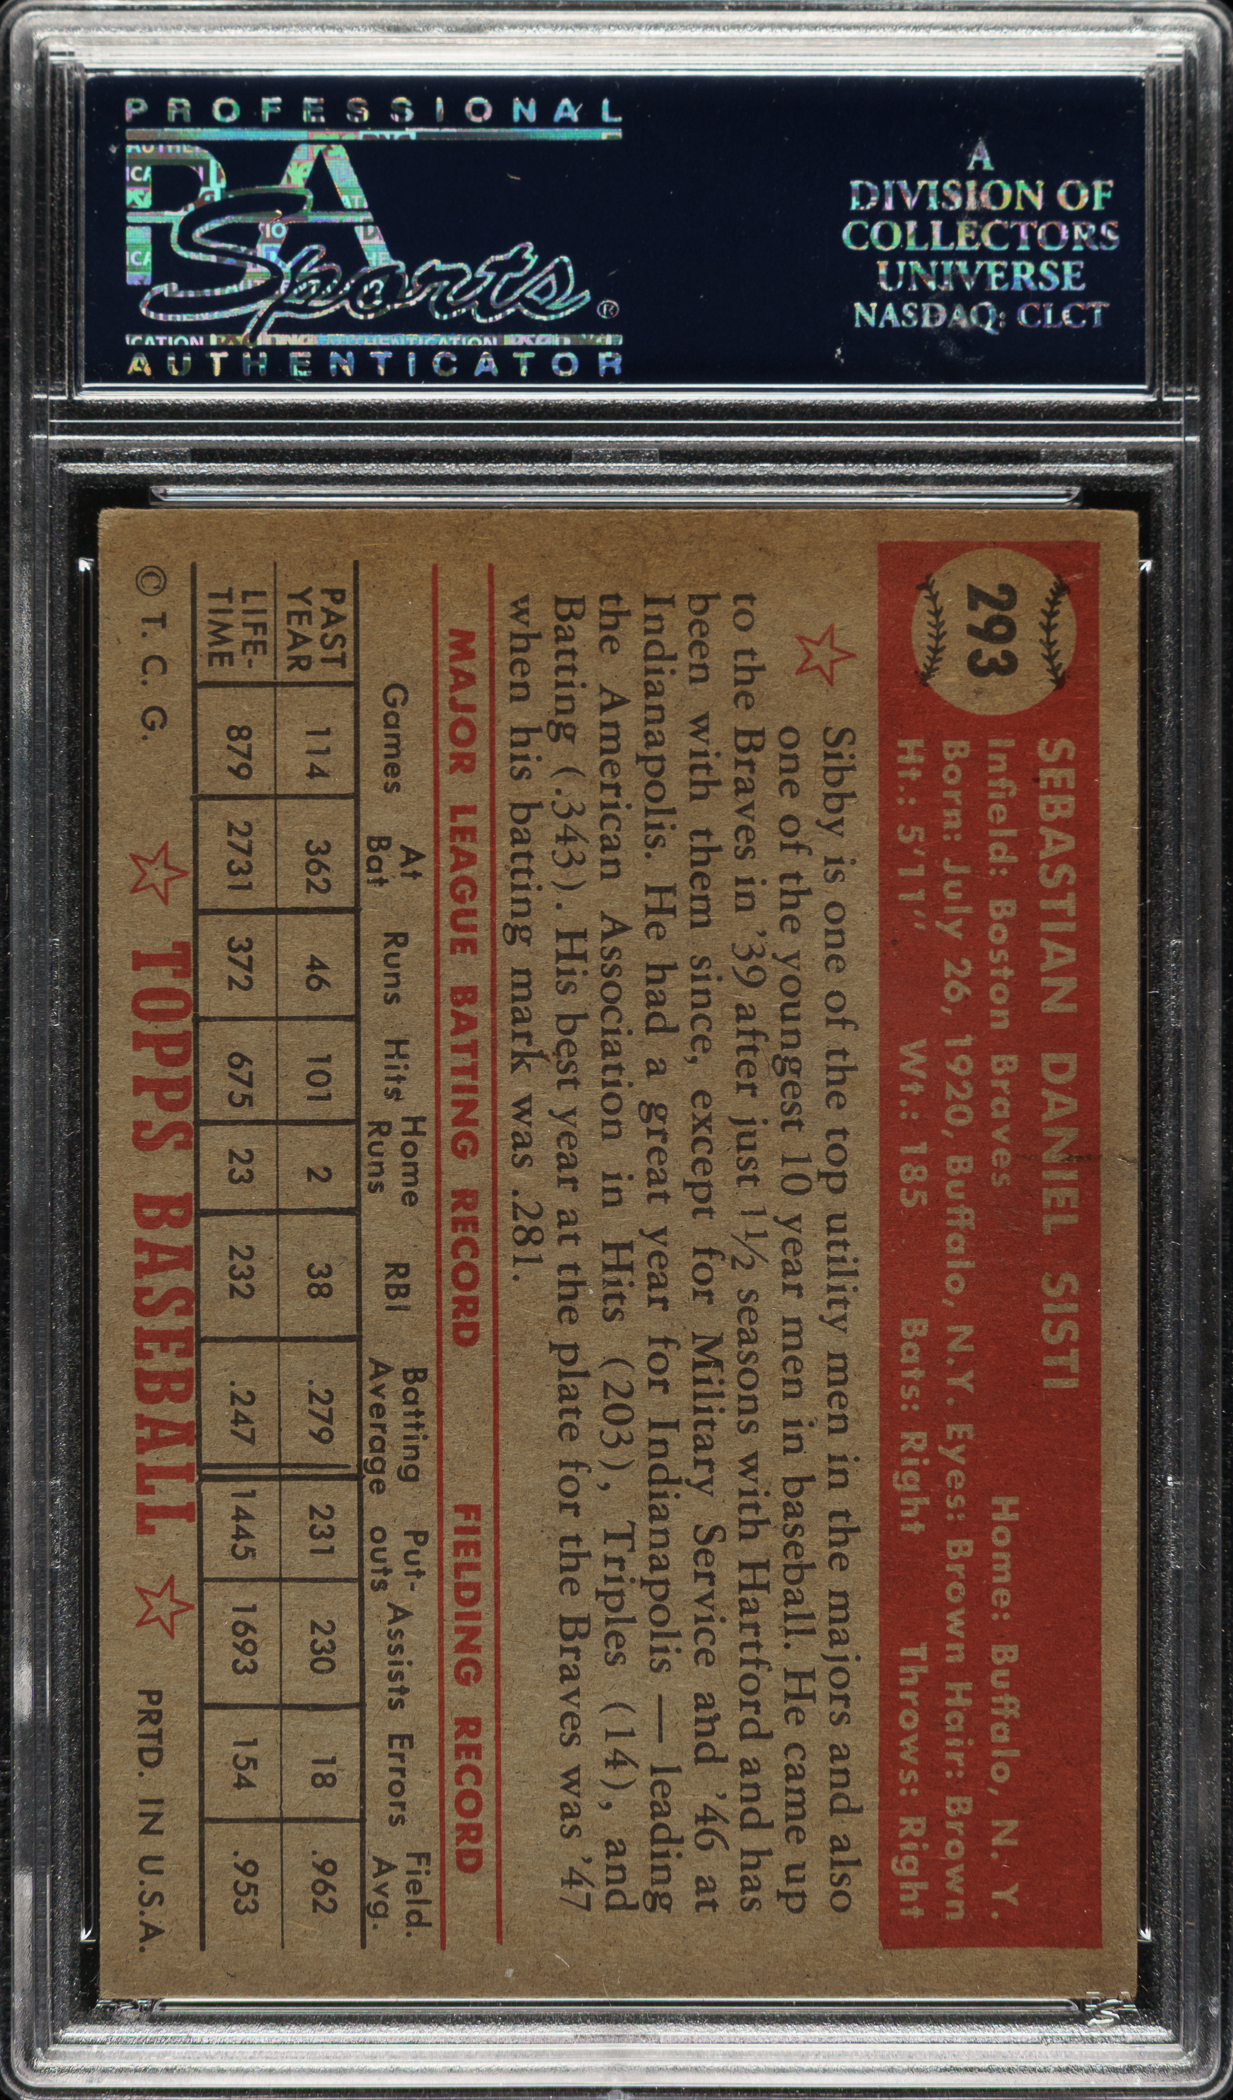 PROFESSIONAL
PSA
Sports®
AUTHENTICATOR
A
DIVISION OF
COLLECTORS
UNIVERSE
NASDAQ: CLCT
293
SEBASTIAN DANIEL SISTI
Infield: Boston Braves Home: Buffalo, N. Y.
Born: July 26, 1920, Buffalo, N.Y. Eyes: Brown Hair: Brown
Ht.: 5'11" Wt.: 185 Bats: Right Throws: Right
Sibby is one of the top utility men in the majors and also
one of the youngest 10 year men in baseball. He came up
to the Braves in '39 after just 1½ seasons with Hartford and has
been with them since, except for Military Service and '46 at
Indianapolis. He had a great year for Indianapolis — leading
the American Association in Hits (203), Triples (14), and
Batting (.343). His best year at the plate for the Braves was '47
when his batting mark was .281.
MAJOR LEAGUE BATTING RECORD FIELDING RECORD
Games At Bat Runs Hits Home Runs RBI Batting Average Put-outs Assists Errors Field. Avg.
PAST YEAR 114 362 46 101 2 38 .279 231 230 18 .962
LIFE-TIME 879 2731 372 675 23 232 .247 1445 1693 154 .953
© T. C. G. TOPPS BASEBALL PRTD. IN U.S.A.